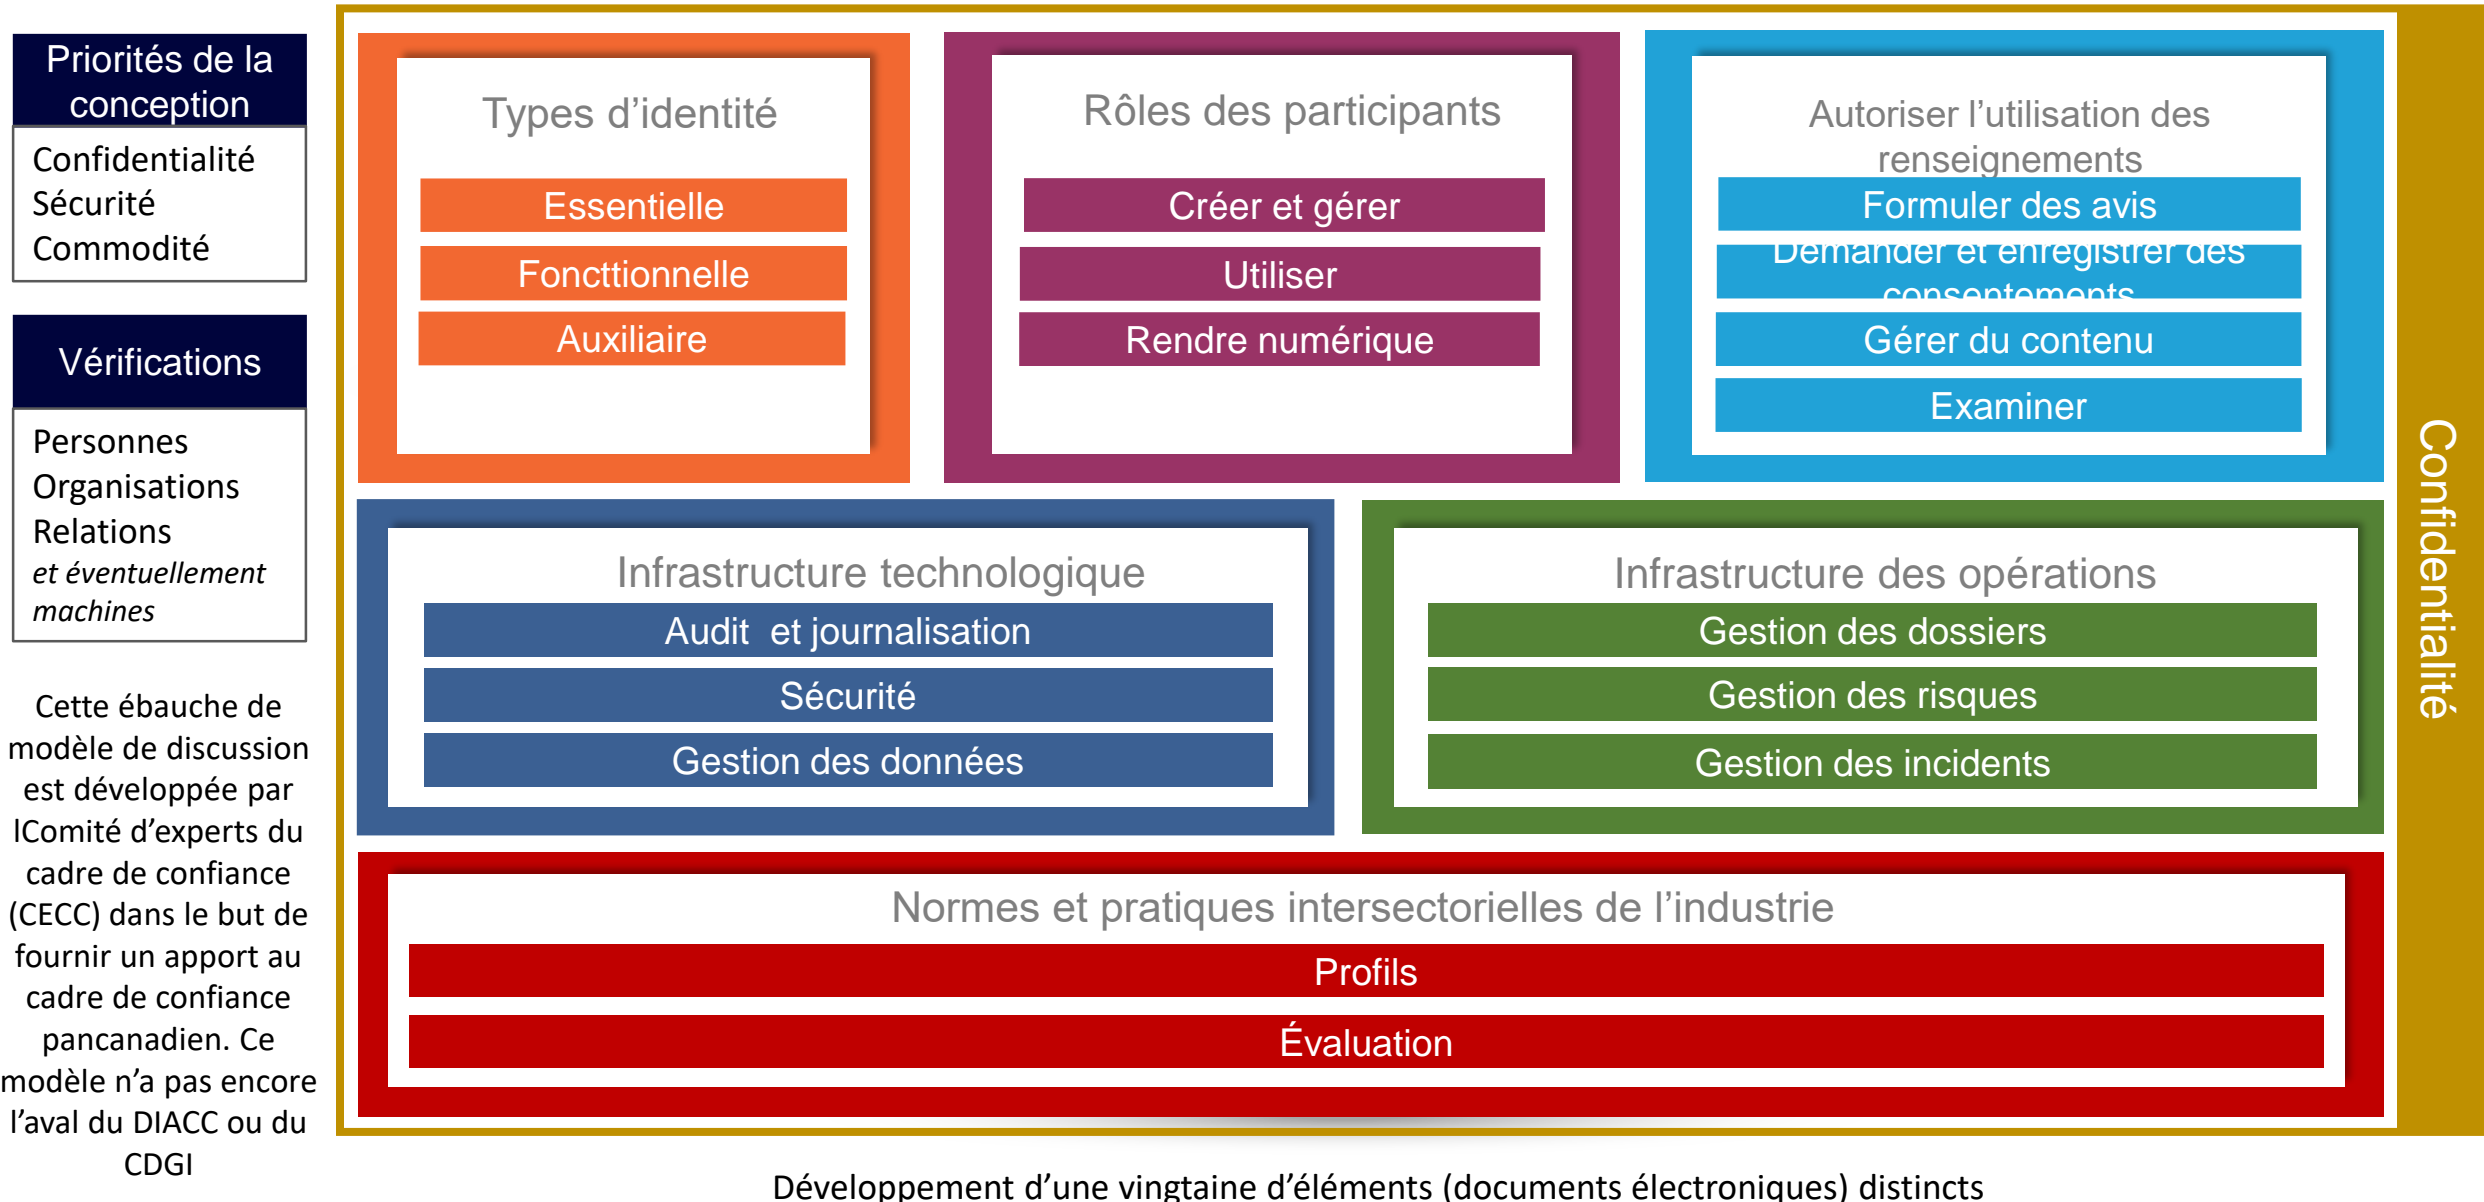 Priorités de la
conception
Confidentialité
Sécurité
Commodité
Vérifications
Personnes
Organisations
Relations
et éventuellement
machines
Cette ébauche de
modèle de discussion
est développée par
lComité d’experts du
cadre de confiance
(CECC) dans le but de
fournir un apport au
cadre de confiance
pancanadien. Ce
modèle n’a pas encore
l’aval du DIACC ou du
CDGI
Types d’identité
Essentielle
Foncttionnelle
Auxiliaire
Rôles des participants
Créer et gérer
Utiliser
Rendre numérique
Autoriser l’utilisation des
renseignements
Formuler des avis
Demander et enregistrer des
consentements
Gérer du contenu
Examiner
Infrastructure technologique
Audit et journalisation
Sécurité
Gestion des données
Infrastructure des opérations
Gestion des dossiers
Gestion des risques
Gestion des incidents
Normes et pratiques intersectorielles de l’industrie
Profils
Évaluation
Confidentialité
Développement d’une vingtaine d’éléments (documents électroniques) distincts